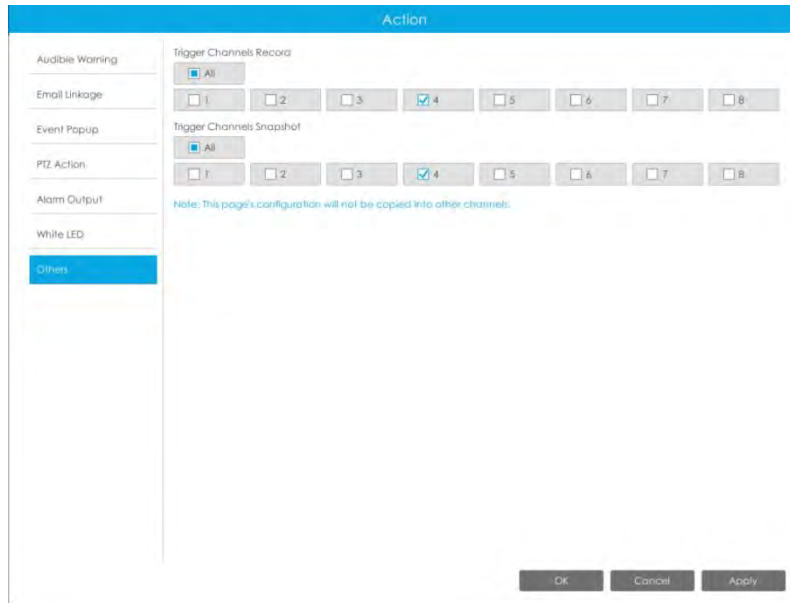 Action
Audible Warning
Email Linkage
Event Popup
PTZ Action
Alarm Output
White LED
Others
Trigger Channels Record
All
1 2 3 4 5 6 7 8
Trigger Channels Snapshot
All
1 2 3 4 5 6 7 8
Note: This page's configuration will not be copied into other channels.
OK Cancel Apply